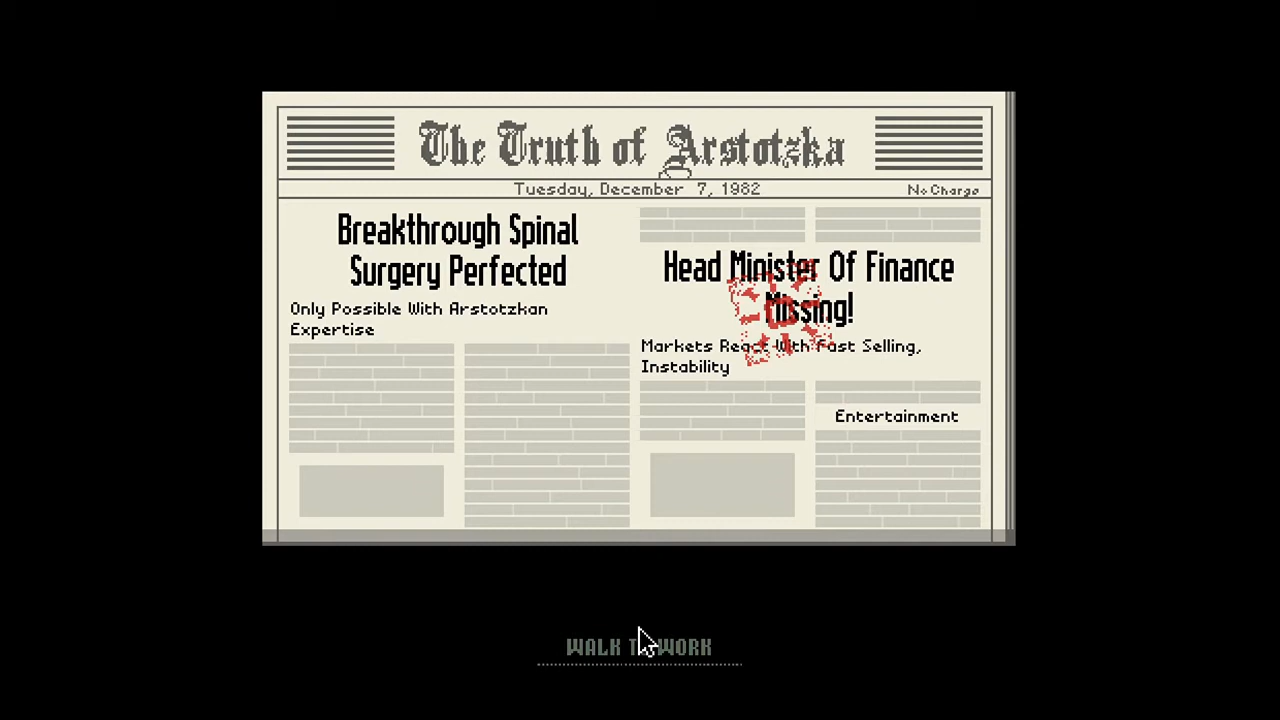 The Truth of Arstotzka
Tuesday, December 7, 1982
No Charge
Breakthrough Spinal
Surgery Perfected
Only Possible With Arstotzkan
Expertise
Head Minister Of Finance
Missing!
Markets React With Fast Selling,
Instability
Entertainment
WALK TO WORK